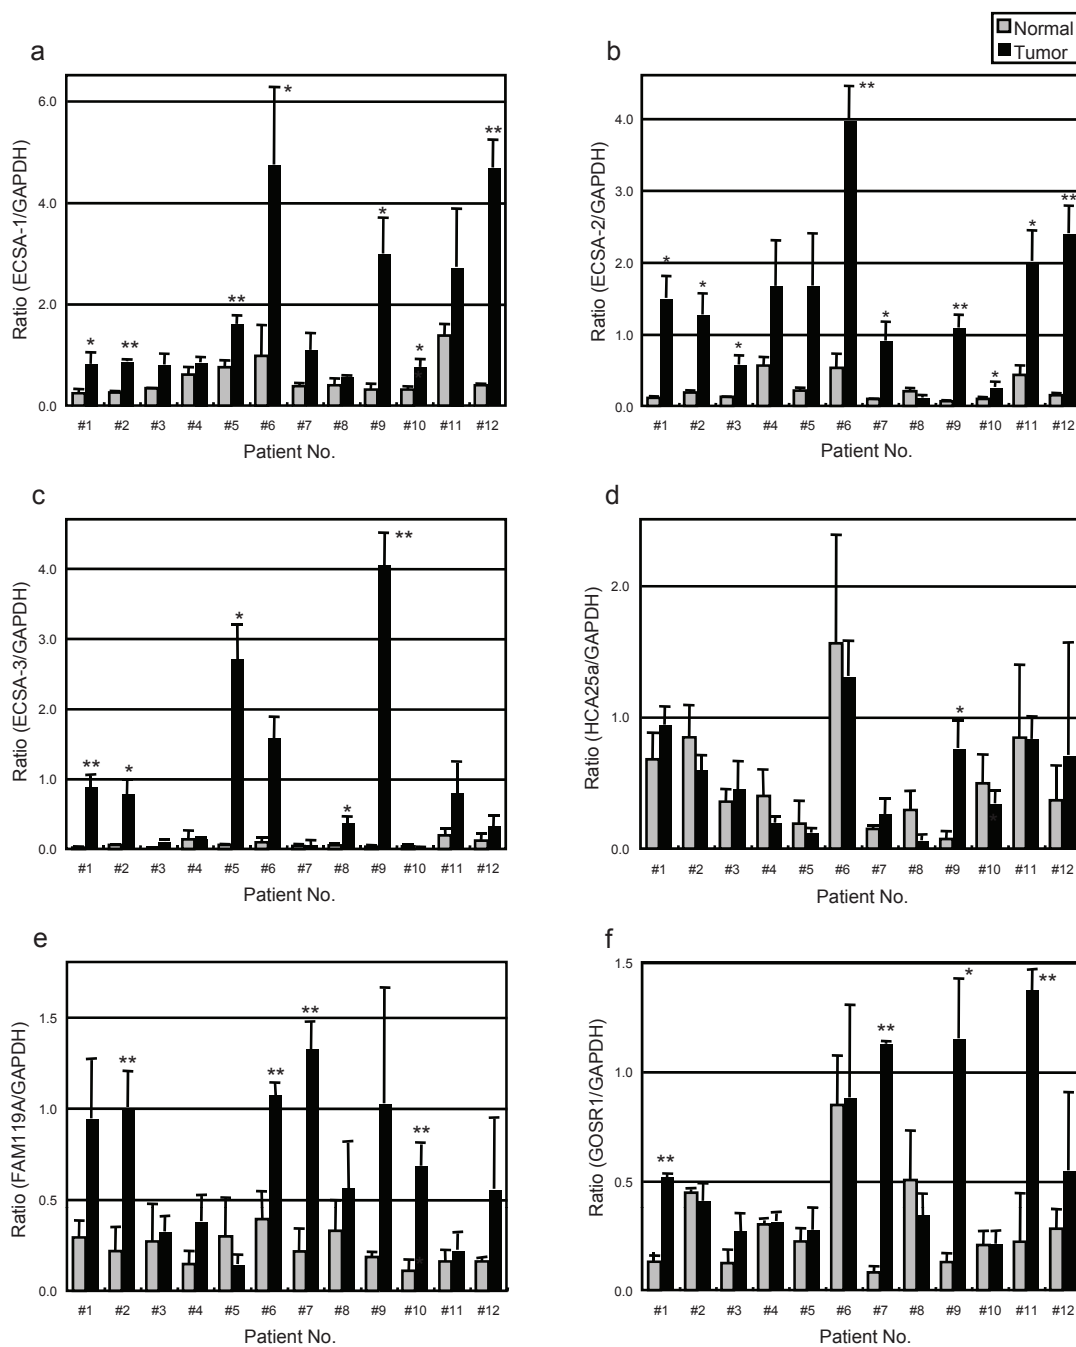 Normal
Tumor
a
Ratio (ECSA-1/GAPDH)
6.0
4.0
2.0
0.0
* ** ** * * * **
#1 #2 #3 #4 #5 #6 #7 #8 #9 #10 #11 #12
Patient No.
b
Ratio (ECSA-2/GAPDH)
4.0
3.0
2.0
1.0
0.0
* * * ** * ** * * **
#1 #2 #3 #4 #5 #6 #7 #8 #9 #10 #11 #12
Patient No.
c
Ratio (ECSA-3/GAPDH)
4.0
3.0
2.0
1.0
0.0
** * * * **
#1 #2 #3 #4 #5 #6 #7 #8 #9 #10 #11 #12
Patient No.
d
Ratio (HCA25a/GAPDH)
2.0
1.0
0.0
*
#1 #2 #3 #4 #5 #6 #7 #8 #9 #10 #11 #12
Patient No.
e
Ratio (FAM119A/GAPDH)
1.5
1.0
0.5
0.0
** ** ** **
#1 #2 #3 #4 #5 #6 #7 #8 #9 #10 #11 #12
Patient No.
f
Ratio (GOSR1/GAPDH)
1.5
1.0
0.5
0.0
** ** * **
#1 #2 #3 #4 #5 #6 #7 #8 #9 #10 #11 #12
Patient No.